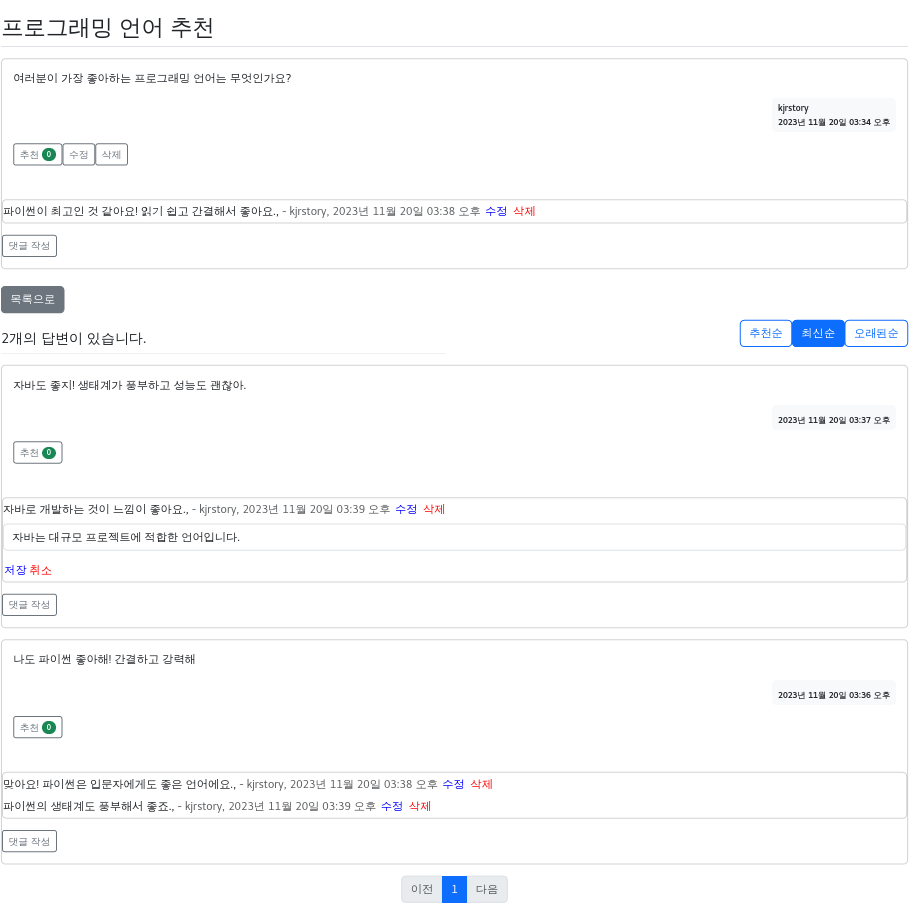 프로그래밍 언어 추천
여러분이 가장 좋아하는 프로그래밍 언어는 무엇인가요?
kjrstory
2023년 11월 20일 03:34 오후
추천 0 수정 삭제
파이썬이 최고인 것 같아요! 읽기 쉽고 간결해서 좋아요., - kjrstory, 2023년 11월 20일 03:38 오후 수정 삭제
댓글 작성
목록으로
2개의 답변이 있습니다.
추천순 최신순 오래된순
자바도 좋지! 생태계가 풍부하고 성능도 괜찮아.
2023년 11월 20일 03:37 오후
추천 0
자바로 개발하는 것이 느낌이 좋아요., - kjrstory, 2023년 11월 20일 03:39 오후 수정 삭제
자바는 대규모 프로젝트에 적합한 언어입니다.
저장 취소
댓글 작성
나도 파이썬 좋아해! 간결하고 강력해
2023년 11월 20일 03:36 오후
추천 0
맞아요! 파이썬은 입문자에게도 좋은 언어에요., - kjrstory, 2023년 11월 20일 03:38 오후 수정 삭제
파이썬의 생태계도 풍부해서 좋죠., - kjrstory, 2023년 11월 20일 03:39 오후 수정 삭제
댓글 작성
이전 1 다음